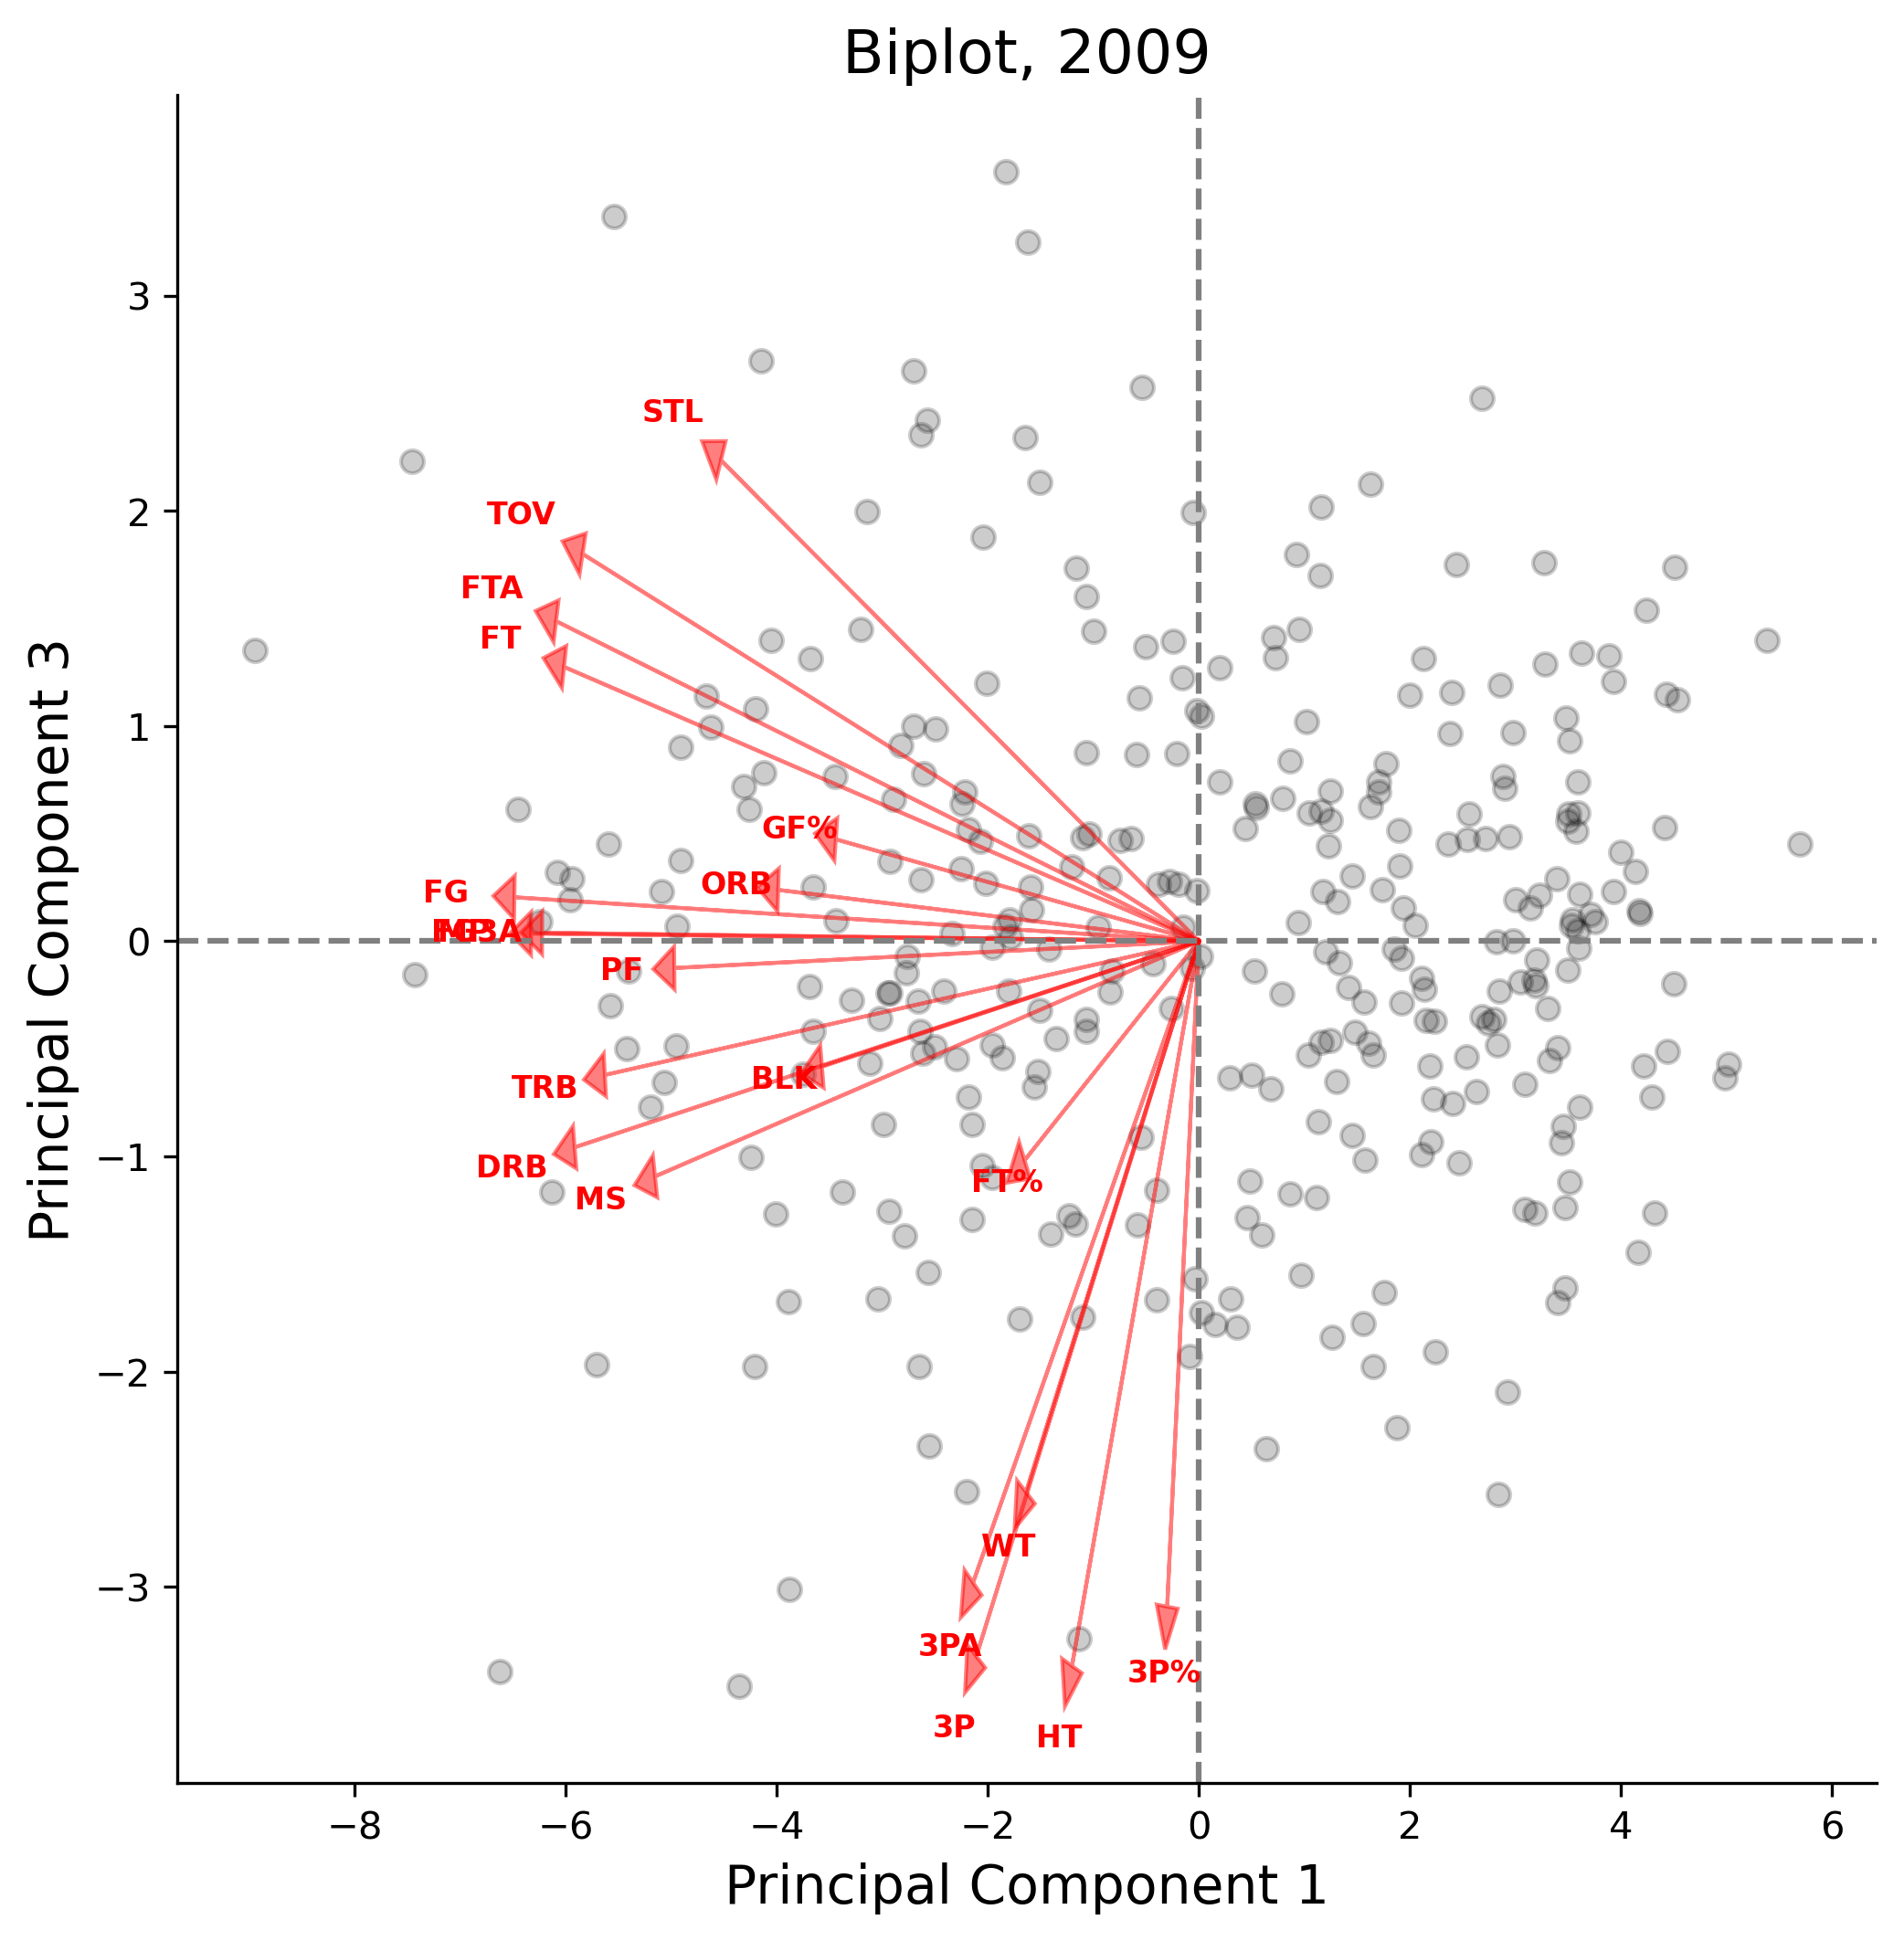 Biplot, 2009
3
2
1
0
−1
−2
−3
Principal Component 3
STL
TOV
FTA
FT
GF%
ORB
FG
PF
BLK
TRB
DRB
MS
FT%
WT
3PA
3P%
3P
HT
−8
−6
−4
−2
0
2
4
6
Principal Component 1